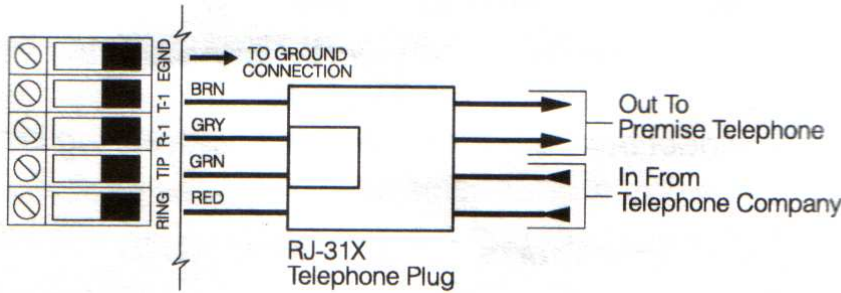 EGND
TO GROUND
CONNECTION
T-1
BRN
R-1
GRY
TIP
GRN
RING
RED
Out To
Premise Telephone
In From
Telephone Company
RJ-31X
Telephone Plug